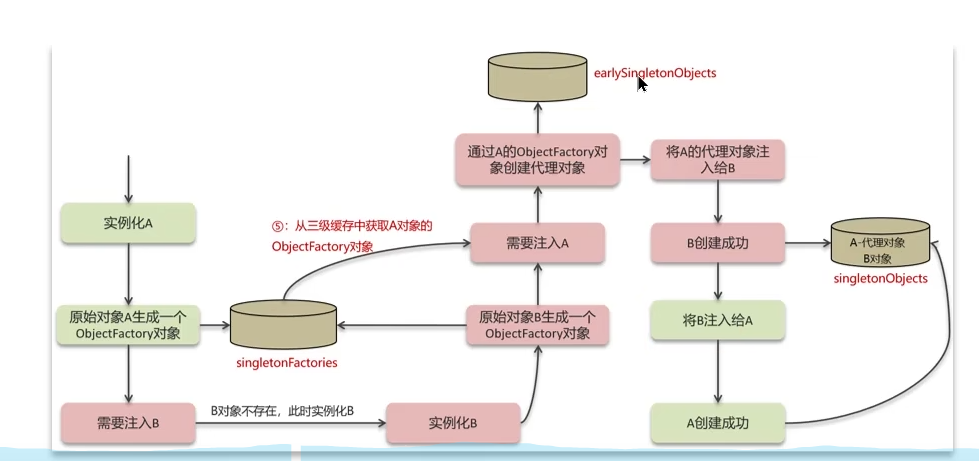 earlySingletonObjects
通过A的ObjectFactory对
象创建代理对象
将A的代理对象注
入给B
实例化A
⑤：从三级缓存中获取A对象的
ObjectFactory对象
需要注入A
B创建成功
A-代理对象
B对象
singletonObjects
原始对象A生成一个
ObjectFactory对象
singletonFactories
原始对象B生成一个
ObjectFactory对象
将B注入给A
需要注入B
B对象不存在，此时实例化B
实例化B
A创建成功